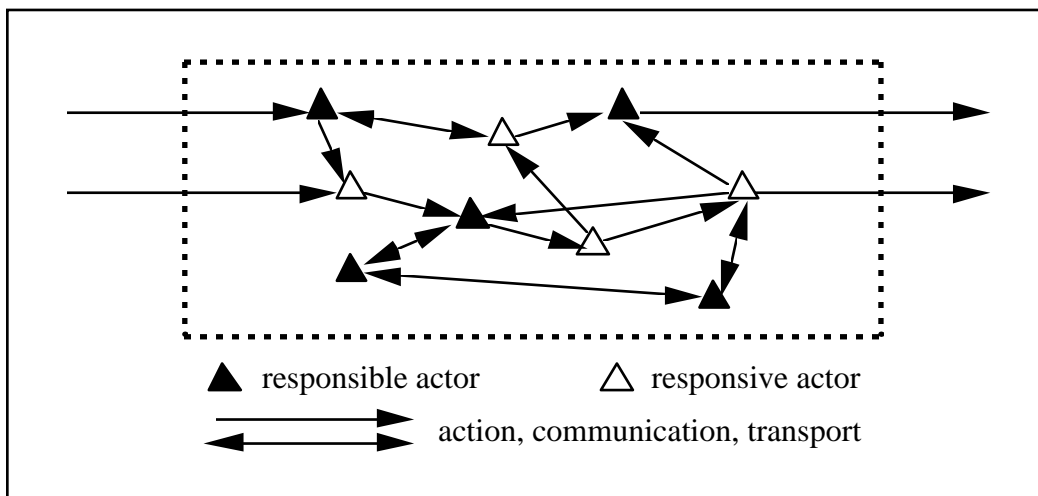 responsible actor
responsive actor
action, communication, transport